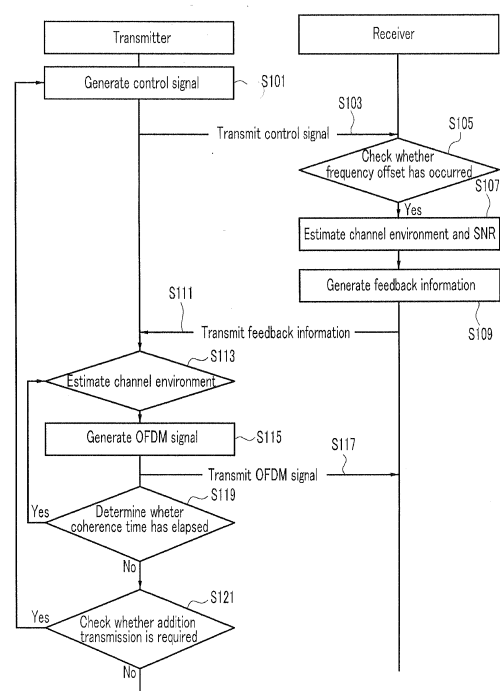 Transmitter
Receiver
Generate control signal
S101
S103
Transmit control signal
S105
Check whether
frequency offset has occurred
S107
Yes
Estimate channel environment and SNR
Generate feedback information
S109
S111
Transmit feedback information
S113
Estimate channel environment
Generate OFDM signal
S115
S117
Transmit OFDM signal
S119
Determine wheter
coherence time has elapsed
Yes
No
S121
Check whether addition
transmission is required
Yes
No